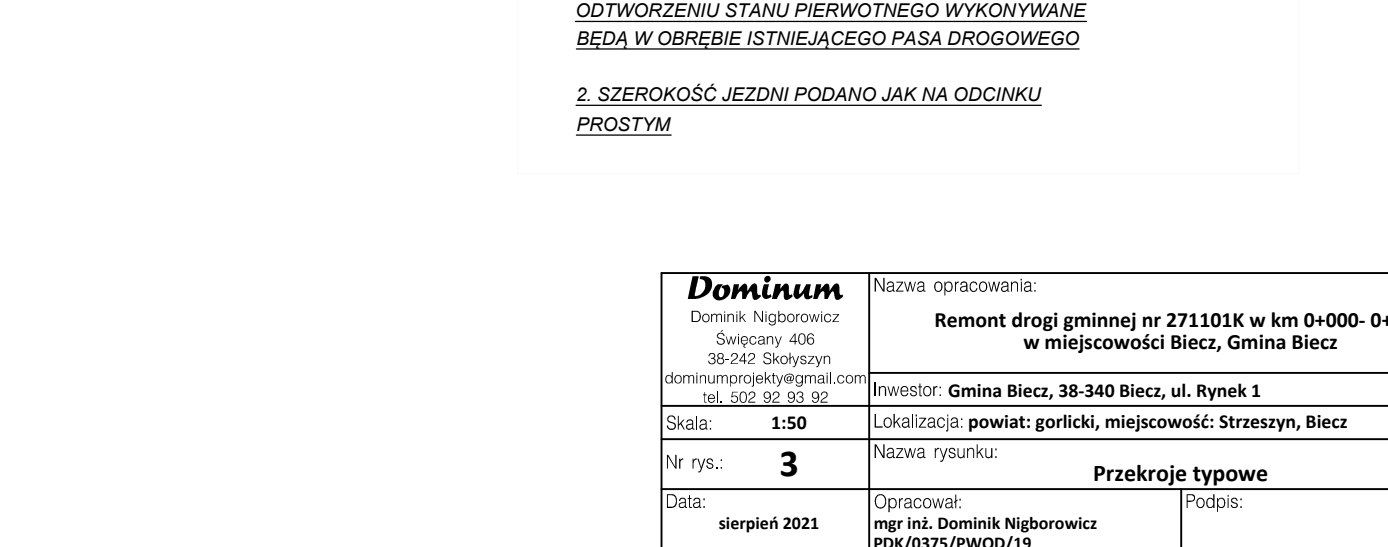 ODTWORZENIU STANU PIERWOTNEGO WYKONYWANE
BĘDĄ W OBRĘBIE ISTNIEJĄCEGO PASA DROGOWEGO
2. SZEROKOŚĆ JEZDNI PODANO JAK NA ODCINKU
PROSTYM
Dominum
Dominik Nigborowicz
Święcany 406
38-242 Skołyszyn
dominumprojekty@gmail.com
tel. 502 92 93 92
Nazwa opracowania:
Remont drogi gminnej nr 271101K w km 0+000- 0+
w miejscowości Biecz, Gmina Biecz
Inwestor: Gmina Biecz, 38-340 Biecz, ul. Rynek 1
Skala: 1:50
Lokalizacja: powiat: gorlicki, miejscowość: Strzeszyn, Biecz
Nr rys.: 3
Nazwa rysunku:
Przekroje typowe
Data:
sierpień 2021
Opracował:
mgr inż. Dominik Nigborowicz
PDK/0375/PWOD/19
Podpis: